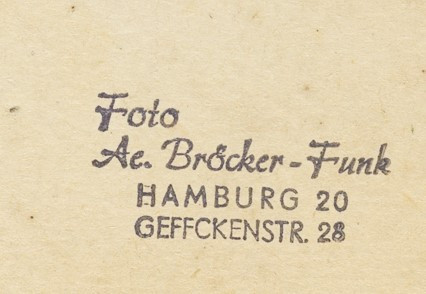 Foto
Ae. Bröcker-Funk
HAMBURG 20
GEFFCKENSTR. 28